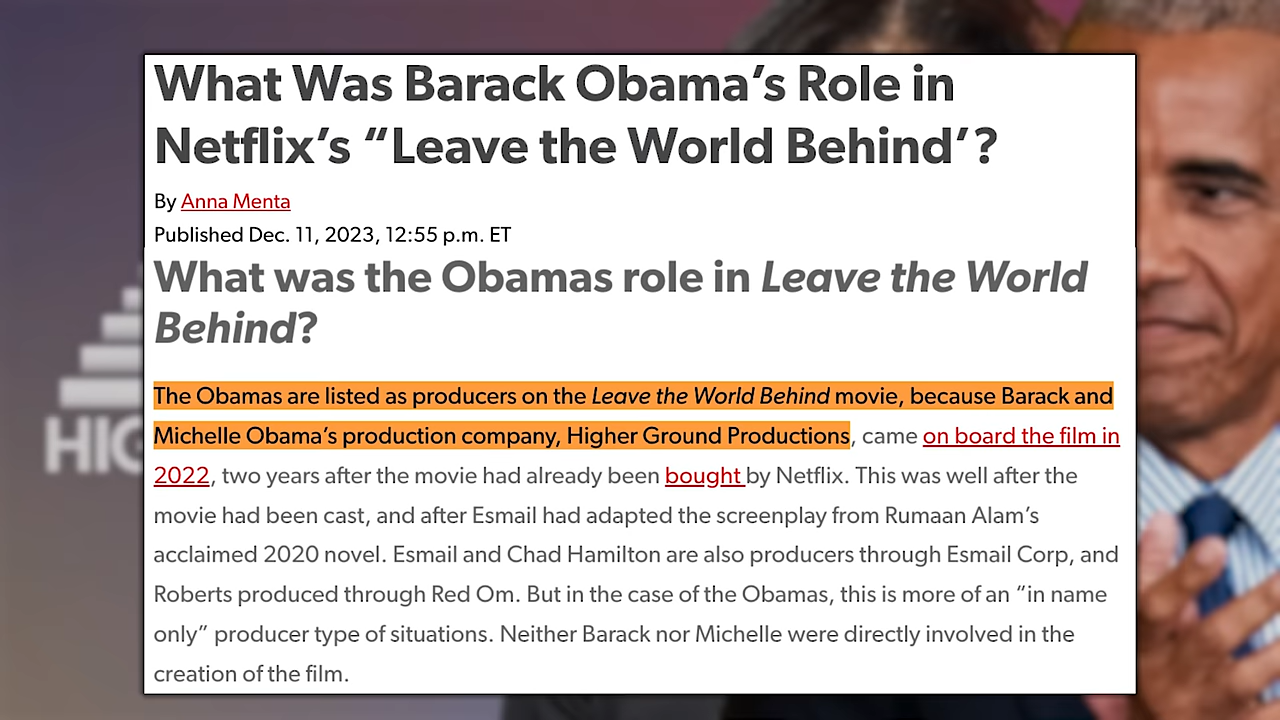 What Was Barack Obama’s Role in
Netflix’s “Leave the World Behind’?
By Anna Menta
Published Dec. 11, 2023, 12:55 p.m. ET
What was the Obamas role in Leave the World
Behind?
The Obamas are listed as producers on the Leave the World Behind movie, because Barack and
Michelle Obama’s production company, Higher Ground Productions, came on board the film in
2022, two years after the movie had already been bought by Netflix. This was well after the
movie had been cast, and after Esmail had adapted the screenplay from Rumaan Alam’s
acclaimed 2020 novel. Esmail and Chad Hamilton are also producers through Esmail Corp, and
Roberts produced through Red Om. But in the case of the Obamas, this is more of an “in name
only” producer type of situations. Neither Barack nor Michelle were directly involved in the
creation of the film.
HIG